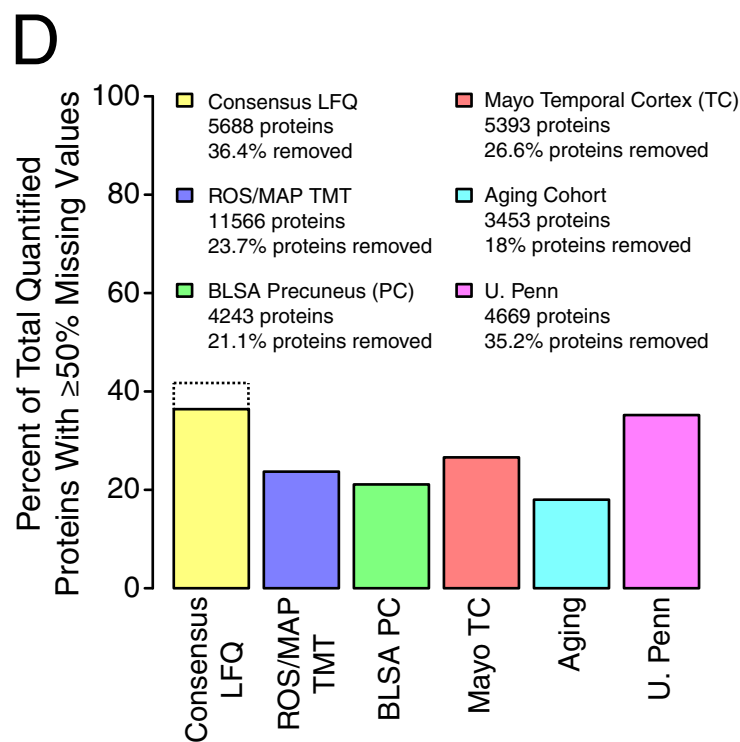 D
Percent of Total Quantified
Proteins With ≥50% Missing Values
100
80
60
40
20
0
Consensus LFQ
5688 proteins
36.4% removed
ROS/MAP TMT
11566 proteins
23.7% proteins removed
BLSA Precuneus (PC)
4243 proteins
21.1% proteins removed
Mayo Temporal Cortex (TC)
5393 proteins
26.6% proteins removed
Aging Cohort
3453 proteins
18% proteins removed
U. Penn
4669 proteins
35.2% proteins removed
Consensus
LFQ
ROS/MAP
TMT
BLSA PC
Mayo TC
Aging
U. Penn